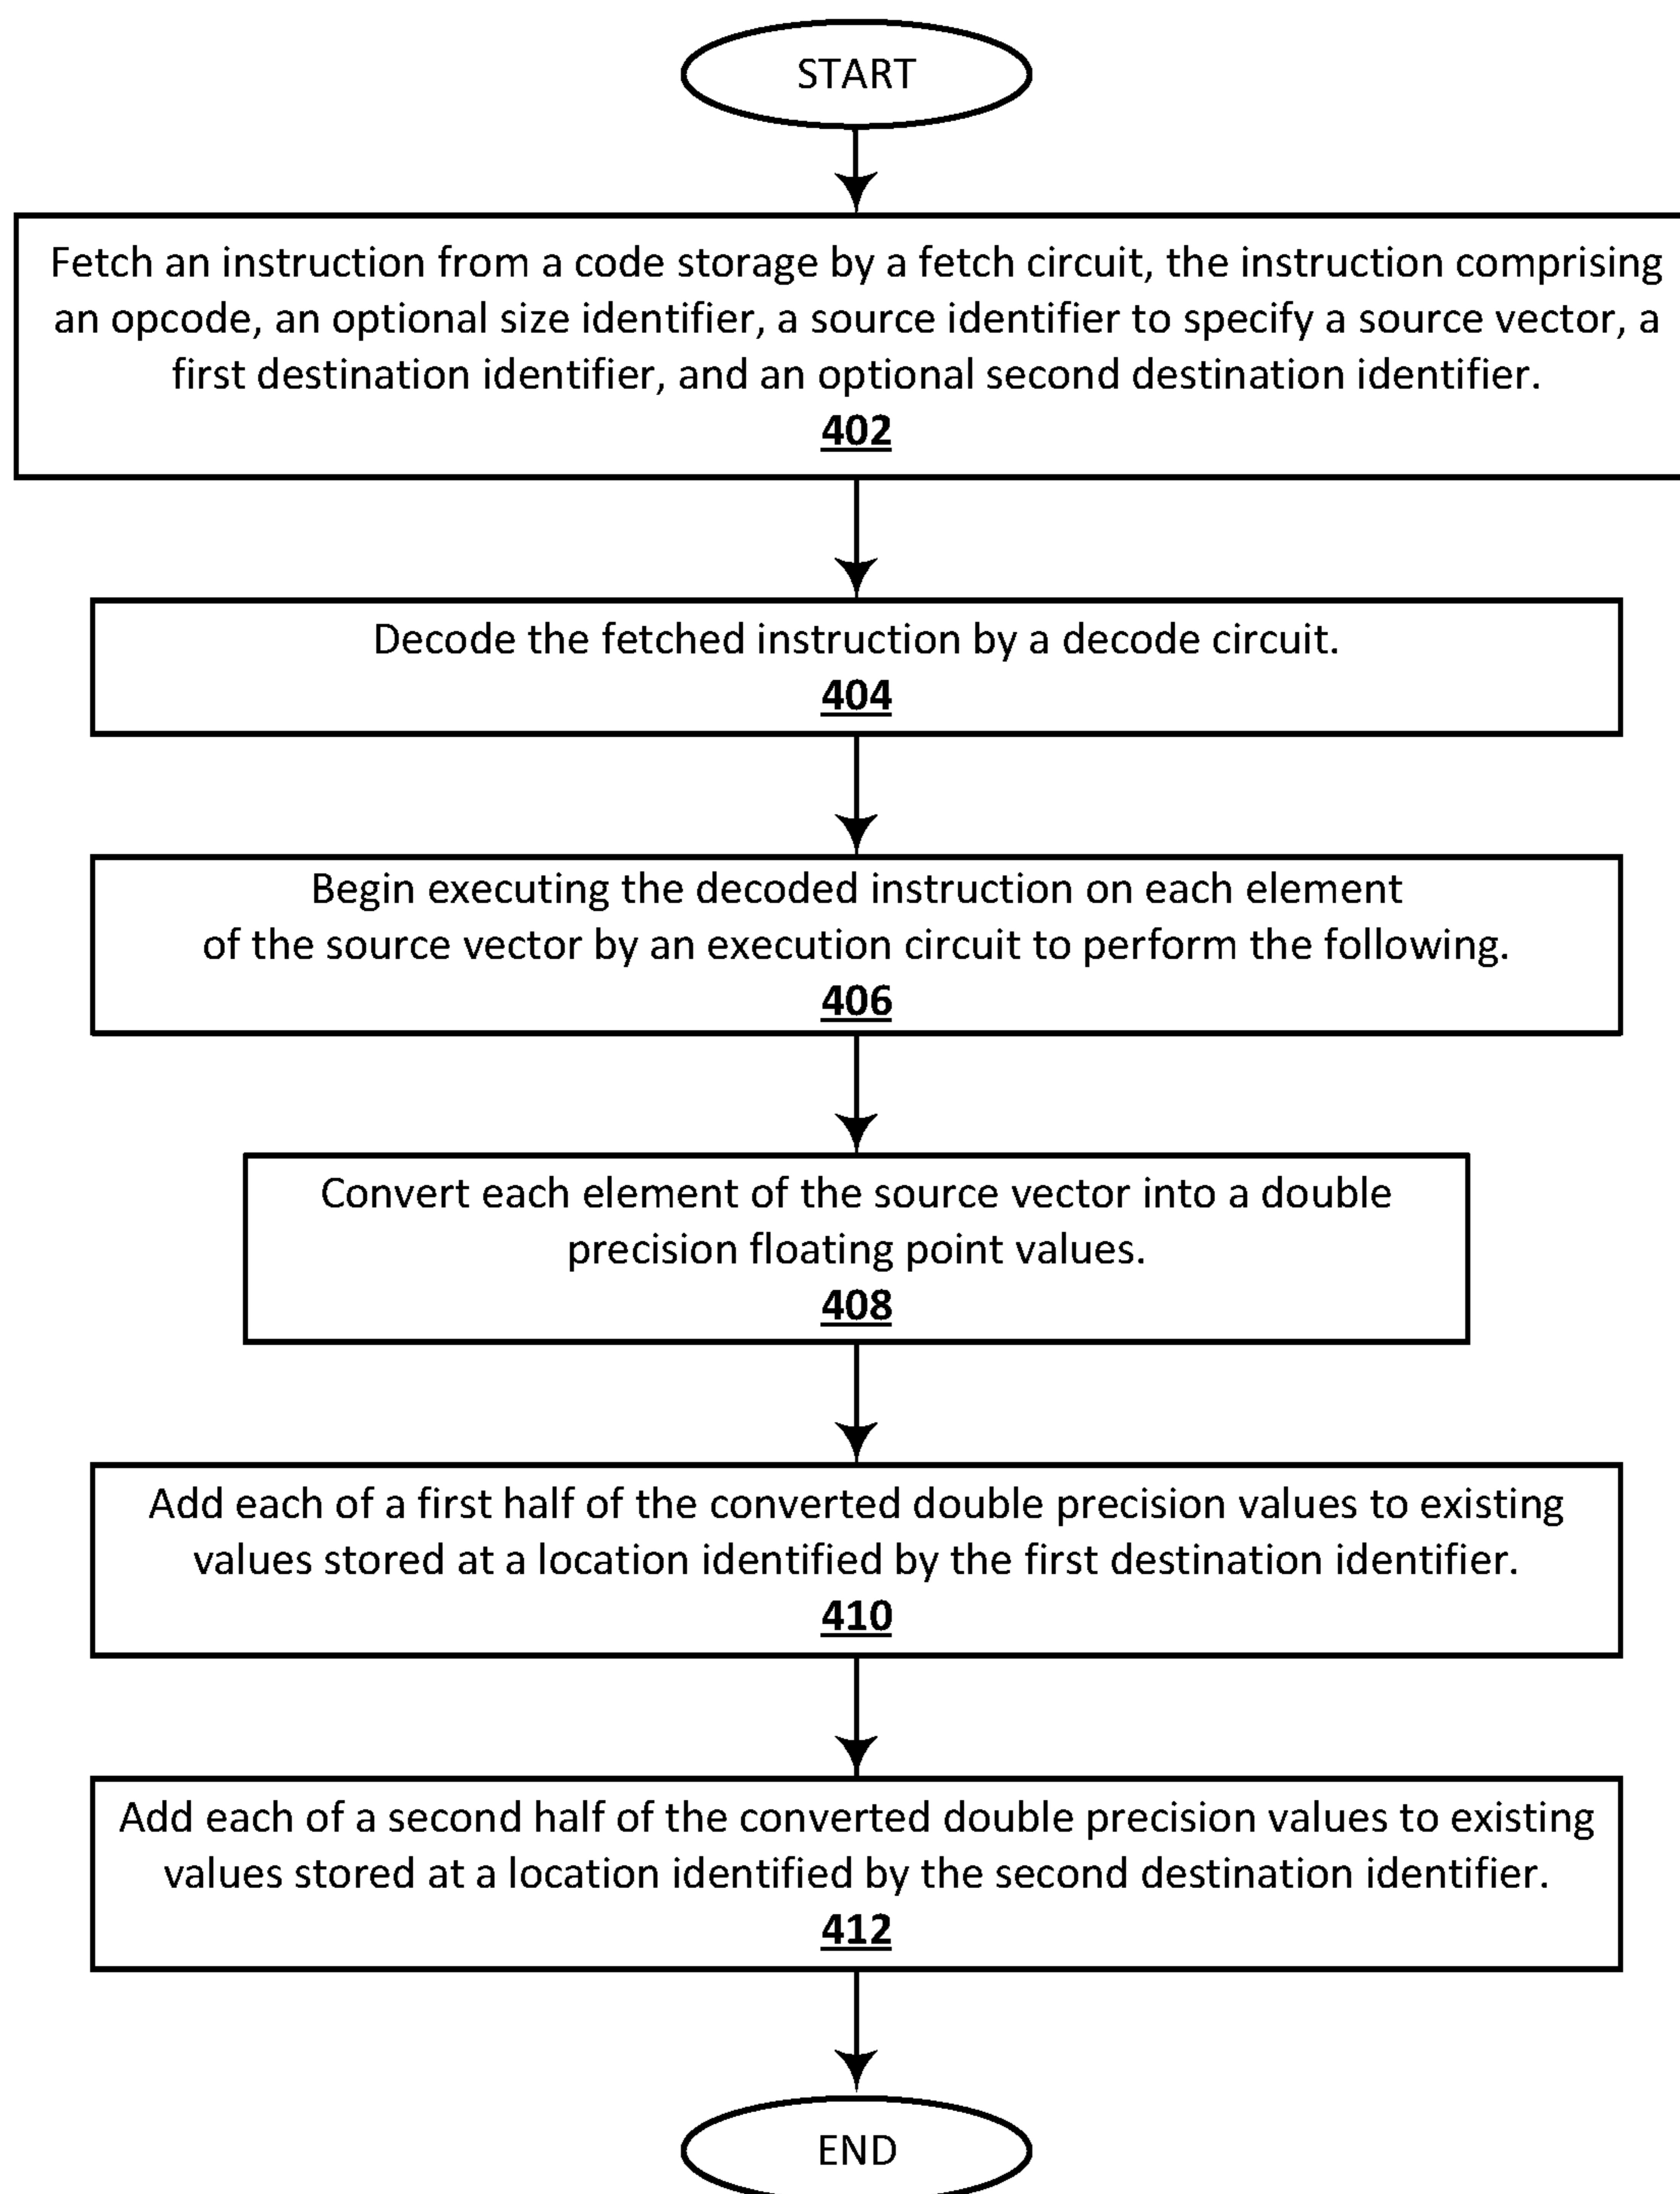 START
Fetch an instruction from a code storage by a fetch circuit, the instruction comprising
an opcode, an optional size identifier, a source identifier to specify a source vector, a
first destination identifier, and an optional second destination identifier.
402
Decode the fetched instruction by a decode circuit.
404
Begin executing the decoded instruction on each element
of the source vector by an execution circuit to perform the following.
406
Convert each element of the source vector into a double
precision floating point values.
408
Add each of a first half of the converted double precision values to existing
values stored at a location identified by the first destination identifier.
410
Add each of a second half of the converted double precision values to existing
values stored at a location identified by the second destination identifier.
412
END